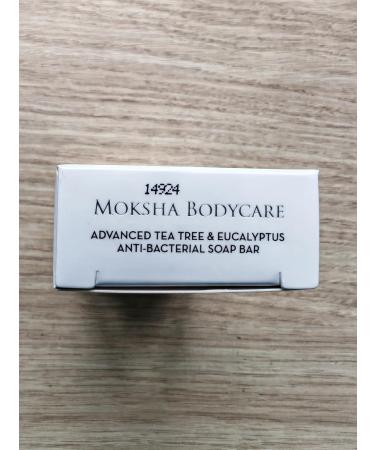 14924
MOKSHA BODYCARE
ADVANCED TEA TREE & EUCALYPTUS
ANTI-BACTERIAL SOAP BAR